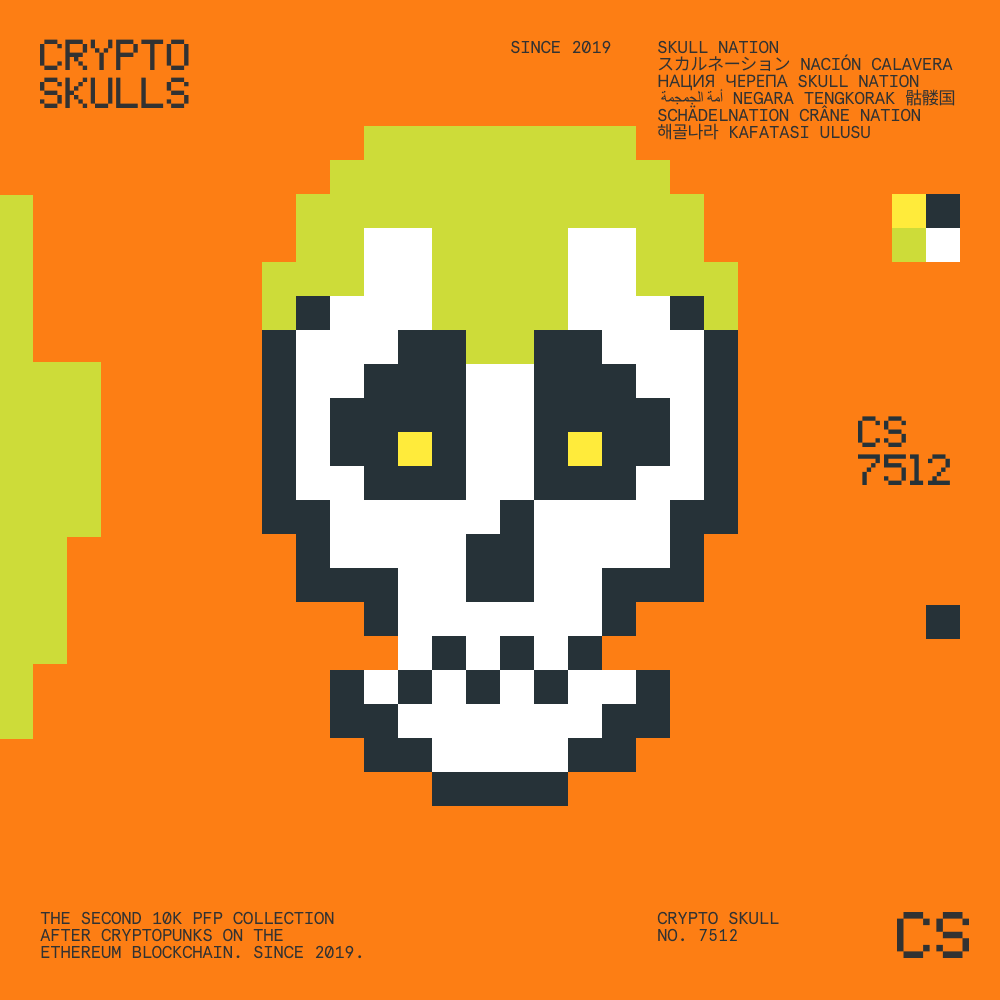 CRYPTO
SKULLS
SINCE 2019
SKULL NATION
スカルネーション NACIÓN CALAVERA
НАЦИЯ ЧЕРЕПА SKULL NATION
أمة الجمجمة NEGARA TENGKORAK 骷髅国
SCHÄDELNATION CRÂNE NATION
해골나라 KAFATASI ULUSU
CS
7512
THE SECOND 10K PFP COLLECTION
AFTER CRYPTOPUNKS ON THE
ETHEREUM BLOCKCHAIN. SINCE 2019.
CRYPTO SKULL
NO. 7512
CS